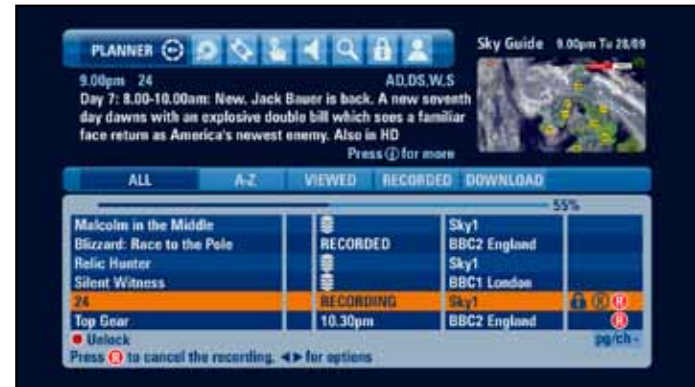 PLANNER
Sky Guide 9.00pm Tu 28/09
9.00pm 24 AD,DS,W,S
Day 7: 8.00-10.00am: New. Jack Bauer is back. A new seventh
day dawns with an explosive double bill which sees a familiar
face return as America's newest enemy. Also in HD
Press i for more
ALL A-Z VIEWED RECORDED DOWNLOAD
55%
Malcolm in the Middle Sky1
Blizzard: Race to the Pole RECORDED BBC2 England
Relic Hunter Sky1
Silent Witness BBC1 London
24 RECORDING Sky1 R R
Top Gear 10.30pm BBC2 England R
Unlock pg/ch -
Press R to cancel the recording. ◄► for options